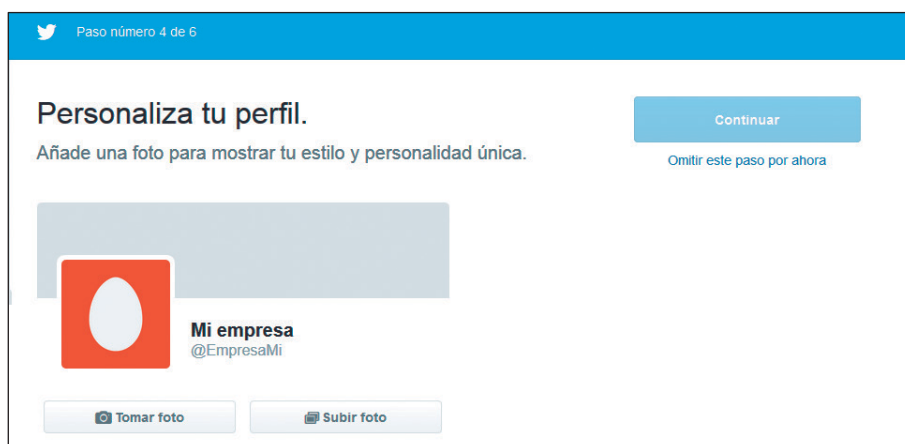 Paso número 4 de 6
Personaliza tu perfil.
Continuar
Añade una foto para mostrar tu estilo y personalidad única.
Omitir este paso por ahora
Mi empresa
@EmpresaMi
Tomar foto
Subir foto